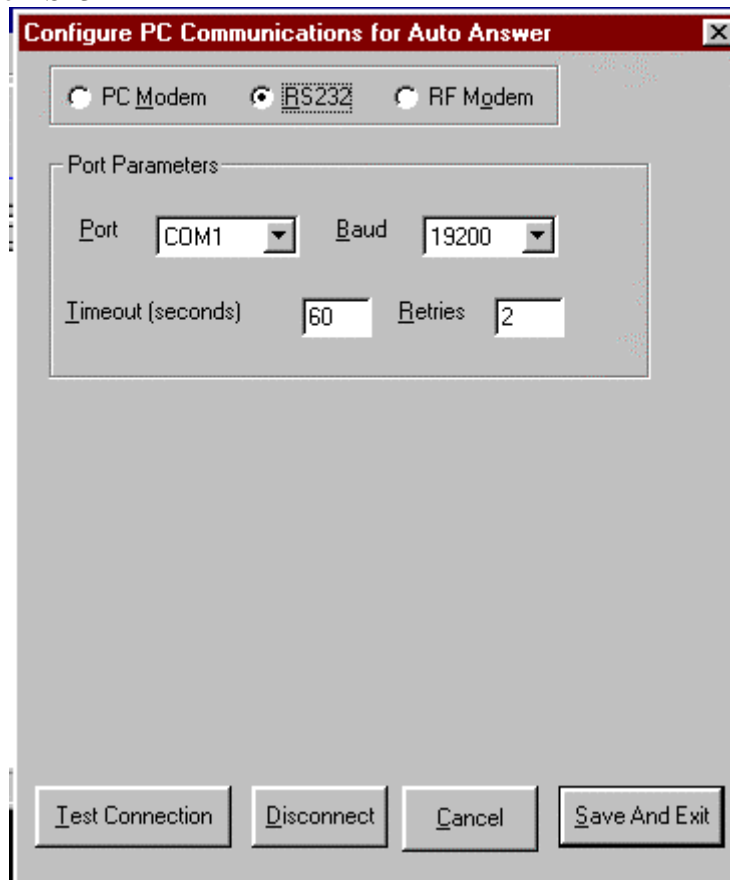 Configure PC Communications for Auto Answer
PC Modem RS232 RF Modem
Port Parameters
Port COM1 Baud 19200
Timeout (seconds) 60 Retries 2
Test Connection Disconnect Cancel Save And Exit